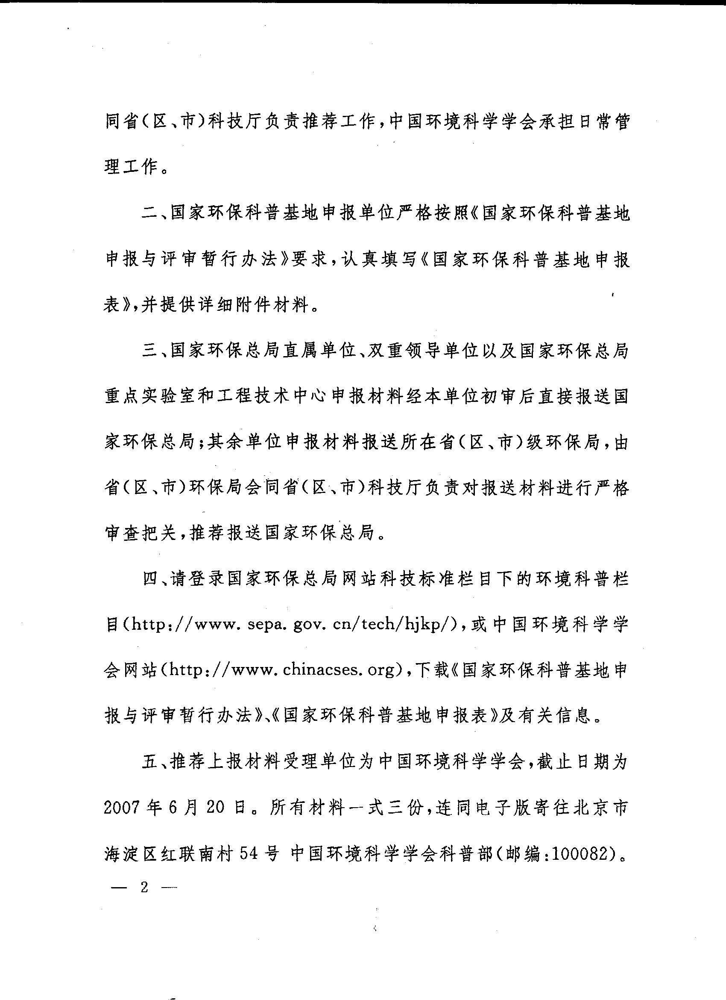 同省(区、市)科技厅负责推荐工作,中国环境科学学会承担日常管
理工作。
二、国家环保科普基地申报单位严格按照《国家环保科普基地
申报与评审暂行办法》要求,认真填写《国家环保科普基地申报
表》,并提供详细附件材料。
三、国家环保总局直属单位、双重领导单位以及国家环保总局
重点实验室和工程技术中心申报材料经本单位初审后直接报送国
家环保总局;其余单位申报材料报送所在省(区、市)级环保局,由
省(区、市)环保局会同省(区、市)科技厅负责对报送材料进行严格
审查把关,推荐报送国家环保总局。
四、请登录国家环保总局网站科技标准栏目下的环境科普栏
目(http://www. sepa. gov. cn/tech/hjkp/),或中国环境科学学
会网站(http://www. chinacses. org),下载《国家环保科普基地申
报与评审暂行办法》、《国家环保科普基地申报表》及有关信息。
五、推荐上报材料受理单位为中国环境科学学会,截止日期为
2007 年 6 月 20 日。所有材料一式三份,连同电子版寄往北京市
海淀区红联南村 54 号 中国环境科学学会科普部(邮编:100082)。
— 2 —